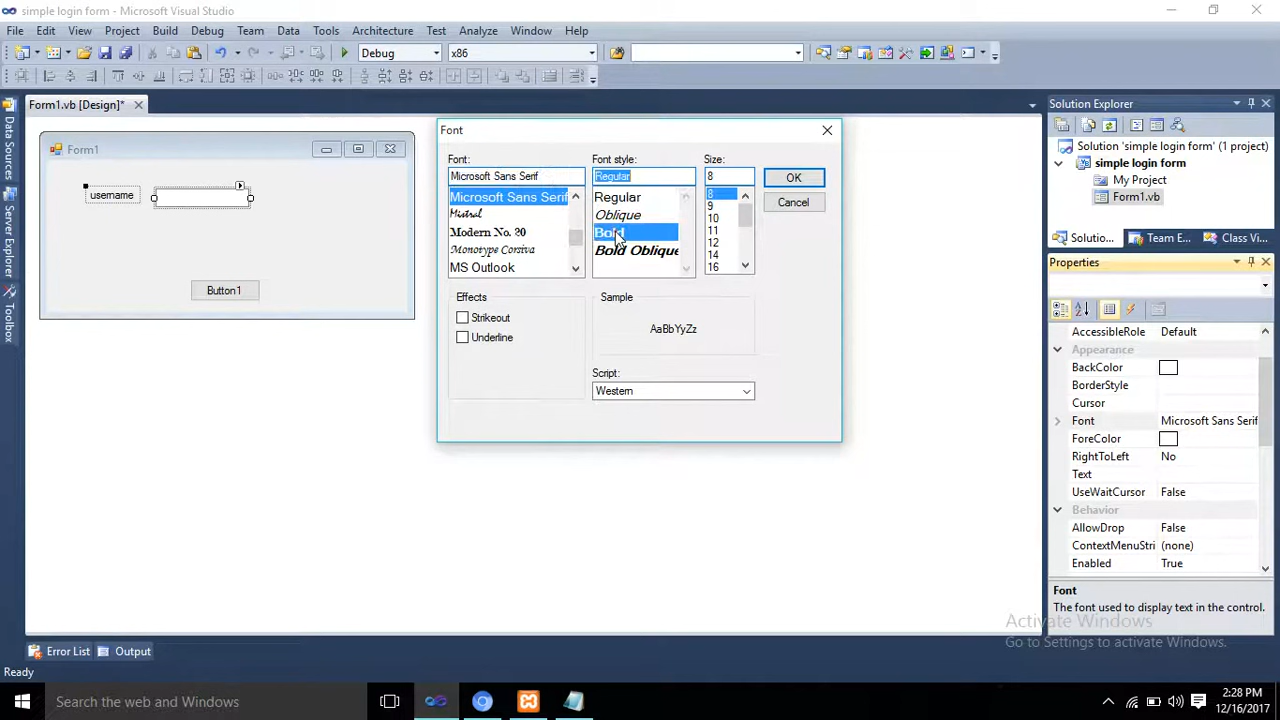 simple login form - Microsoft Visual Studio
File Edit View Project Build Debug Team Data Tools Architecture Test Analyze Window Help
Debug x86
Form1.vb [Design]*
Data Sources
Server Explorer
Toolbox
Form1
username
Button1
Font
Font: Font style: Size:
Microsoft Sans Serif Regular 8
Microsoft Sans Serif
Mistral
Modern No. 20
Monotype Corsiva
MS Outlook
Regular
Oblique
Bold
Bold Oblique
8
9
10
11
12
14
16
OK
Cancel
Effects
Strikeout
Underline
Sample
AaBbYyZz
Script:
Western
Solution Explorer
Solution 'simple login form' (1 project)
simple login form
My Project
Form1.vb
Solutio... Team E... Class Vi...
Properties
AccessibleRole Default
Appearance
BackColor
BorderStyle
Cursor
Font Microsoft Sans Serif
ForeColor
RightToLeft No
Text
UseWaitCursor False
Behavior
AllowDrop False
ContextMenuStri (none)
Enabled True
Font
The font used to display text in the control.
Activate Windows
Go to Settings to activate Windows.
Error List Output
Ready
Search the web and Windows
2:28 PM
12/16/2017